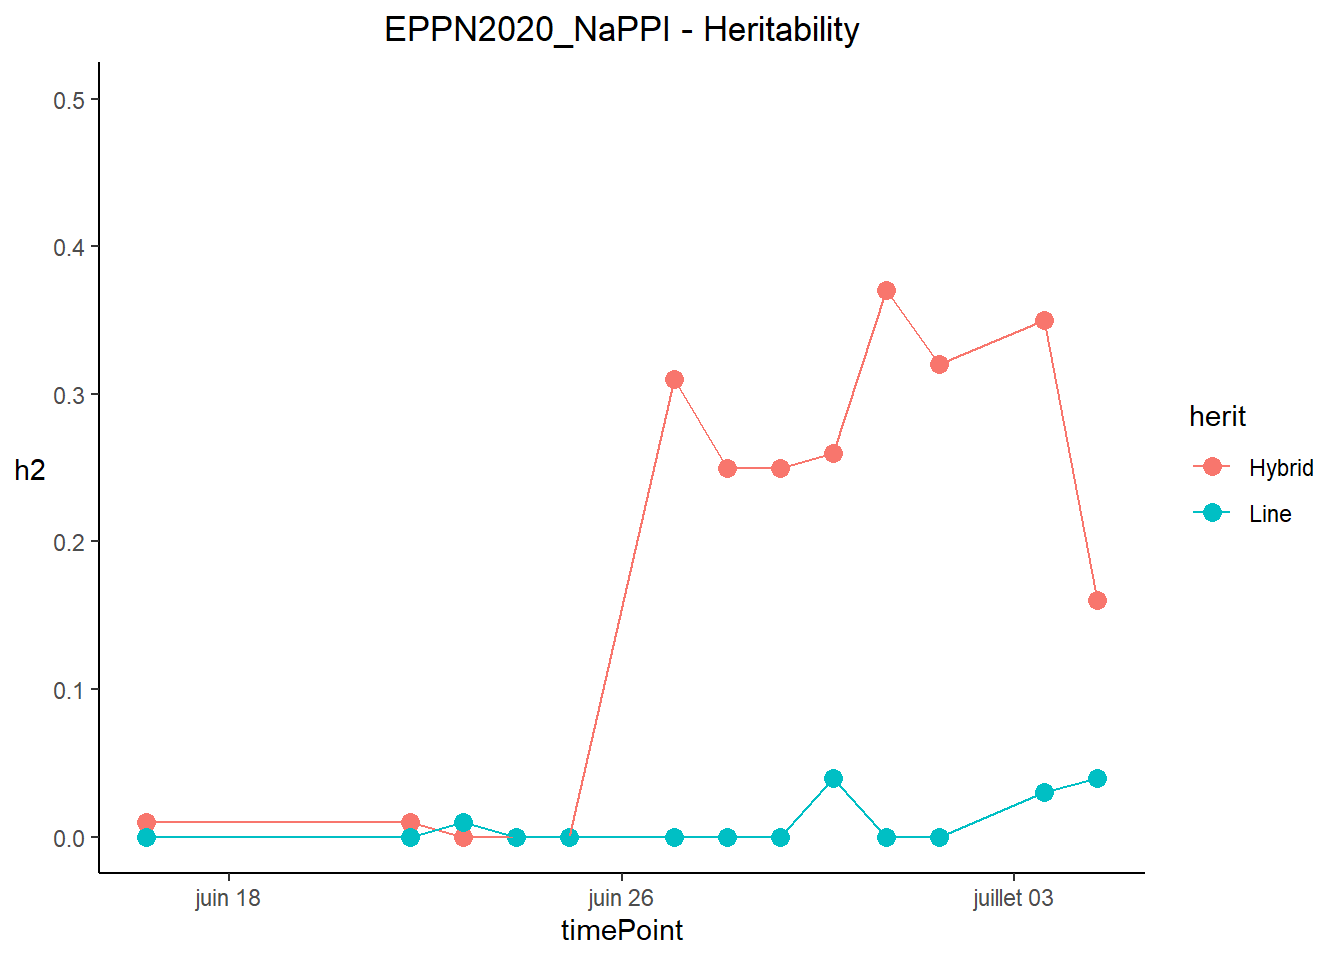 EPPN2020_NaPPI - Heritability
0.5
0.4
0.3
0.2
0.1
0.0
h2
juin 18
juin 26
juillet 03
timePoint
herit
Hybrid
Line